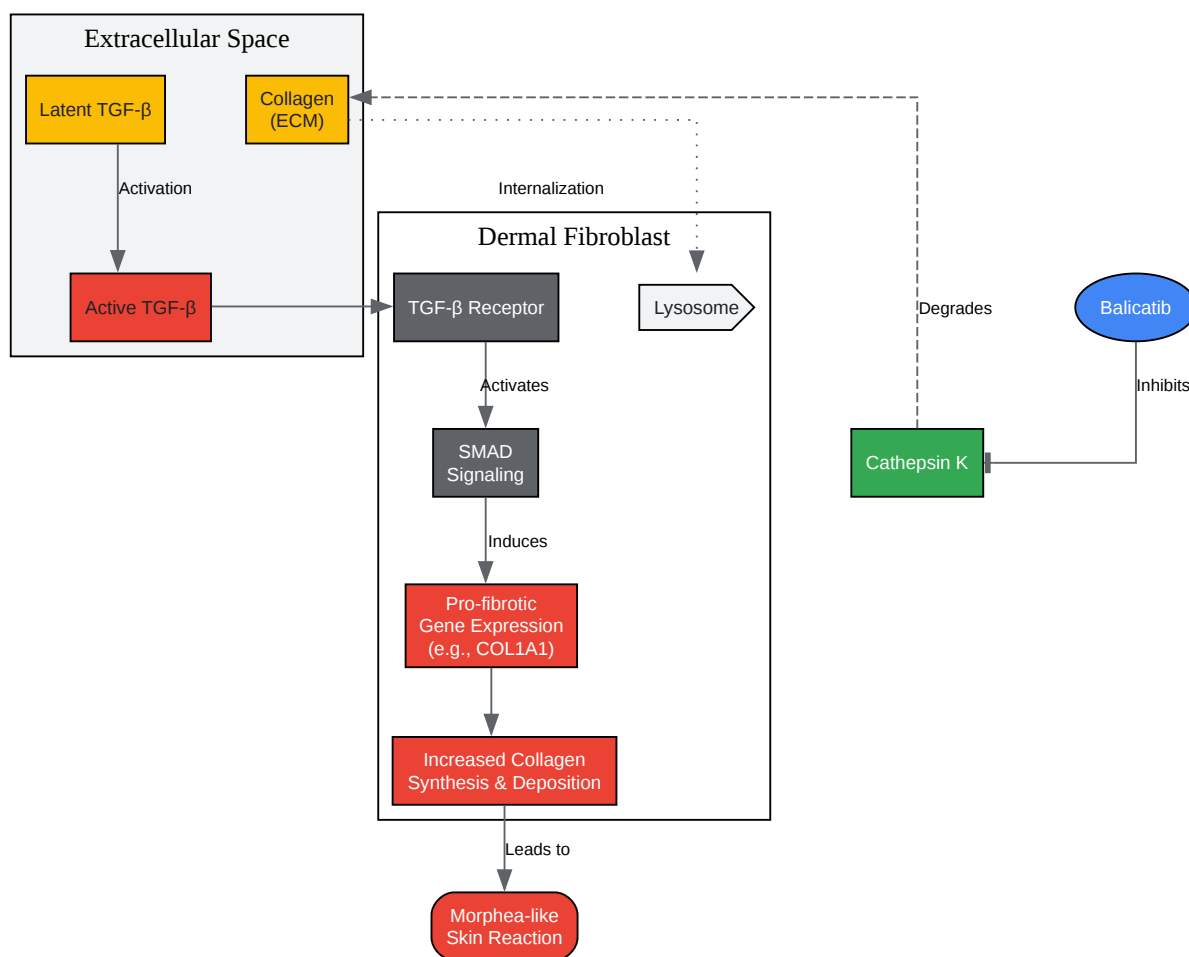 Extracellular Space
Latent TGF-β
Collagen
(ECM)
Activation
Internalization
Dermal Fibroblast
Active TGF-β
TGF-β Receptor
Lysosome
Degrades
Balicatib
Activates
Inhibits
SMAD
Signaling
Cathepsin K
Induces
Pro-fibrotic
Gene Expression
(e.g., COL1A1)
Increased Collagen
Synthesis & Deposition
Leads to
Morphea-like
Skin Reaction